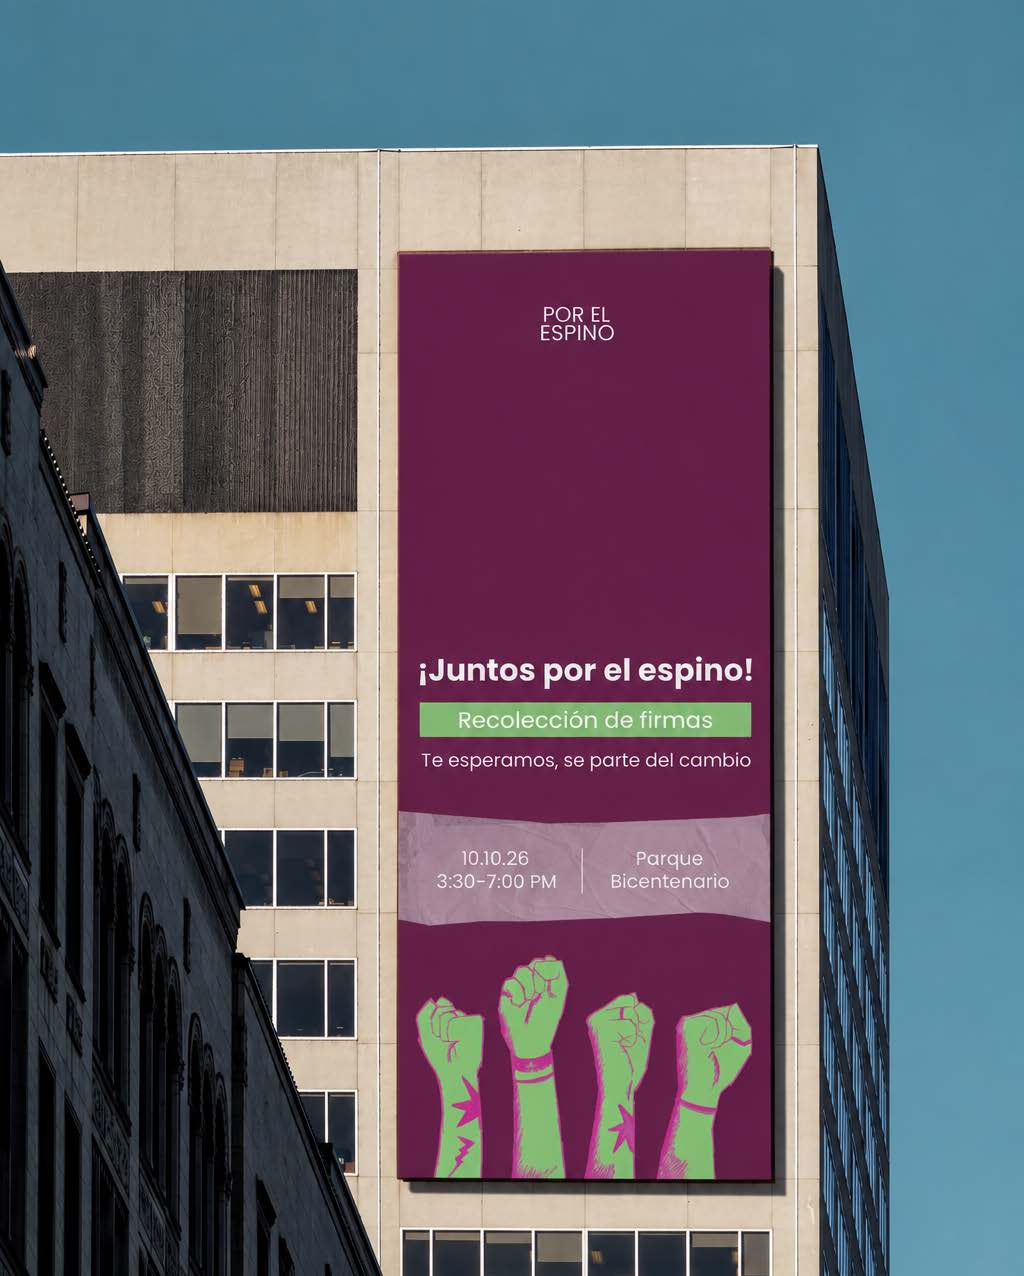 POR EL
ESPINO
¡Juntos por el espino!
Recolección de firmas
Te esperamos, se parte del cambio
10.10.26
3:30-7:00 PM
Parque
Bicentenario